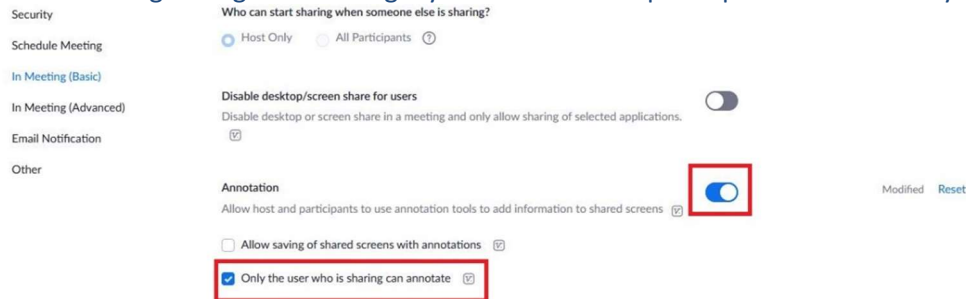 Security
Schedule Meeting
In Meeting (Basic)
In Meeting (Advanced)
Email Notification
Other
Who can start sharing when someone else is sharing?
Host Only All Participants
Disable desktop/screen share for users
Disable desktop or screen share in a meeting and only allow sharing of selected applications.
Annotation
Allow host and participants to use annotation tools to add information to shared screens
Modified Reset
Allow saving of shared screens with annotations
Only the user who is sharing can annotate